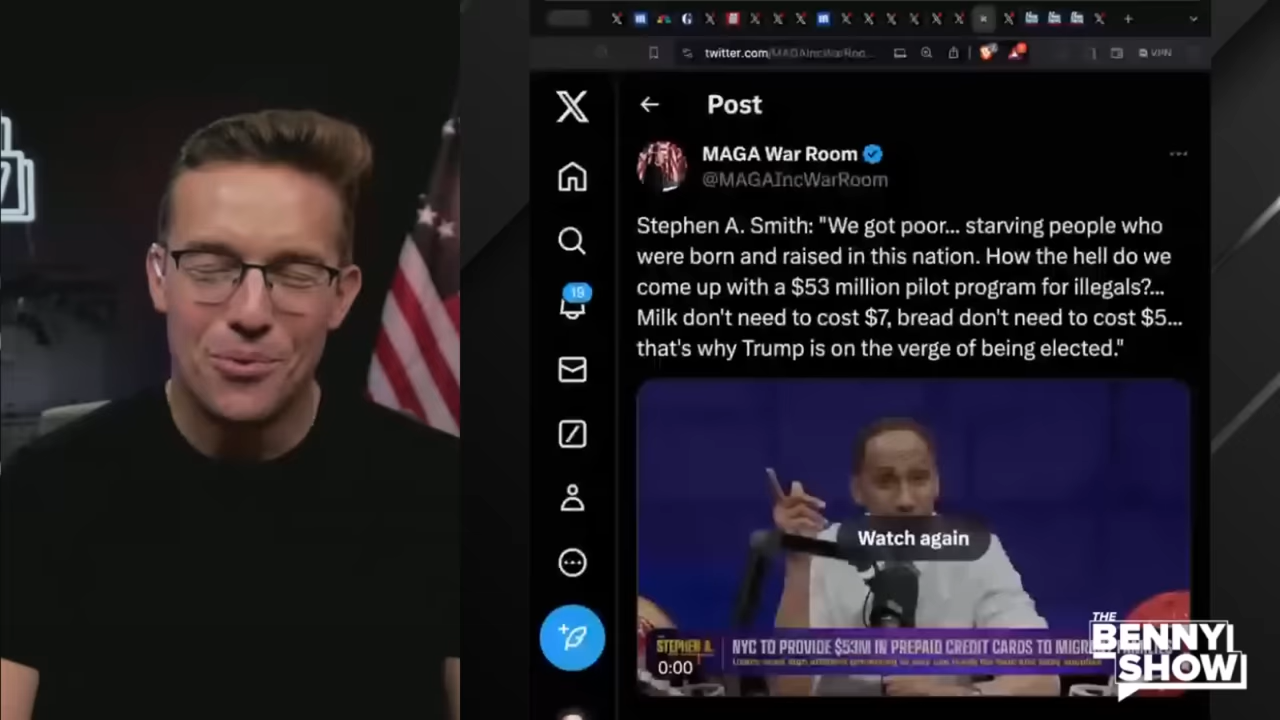 twitter.com/MAGAIncWarRoo...
VPN
Post
MAGA War Room
@MAGAIncWarRoom
19
Stephen A. Smith: "We got poor... starving people who
were born and raised in this nation. How the hell do we
come up with a $53 million pilot program for illegals?...
Milk don't need to cost $7, bread don't need to cost $5...
that's why Trump is on the verge of being elected."
Watch again
STEPHEN A.
NYC TO PROVIDE $53M IN PREPAID CREDIT CARDS TO
0:00
THE
BENNY
SHOW